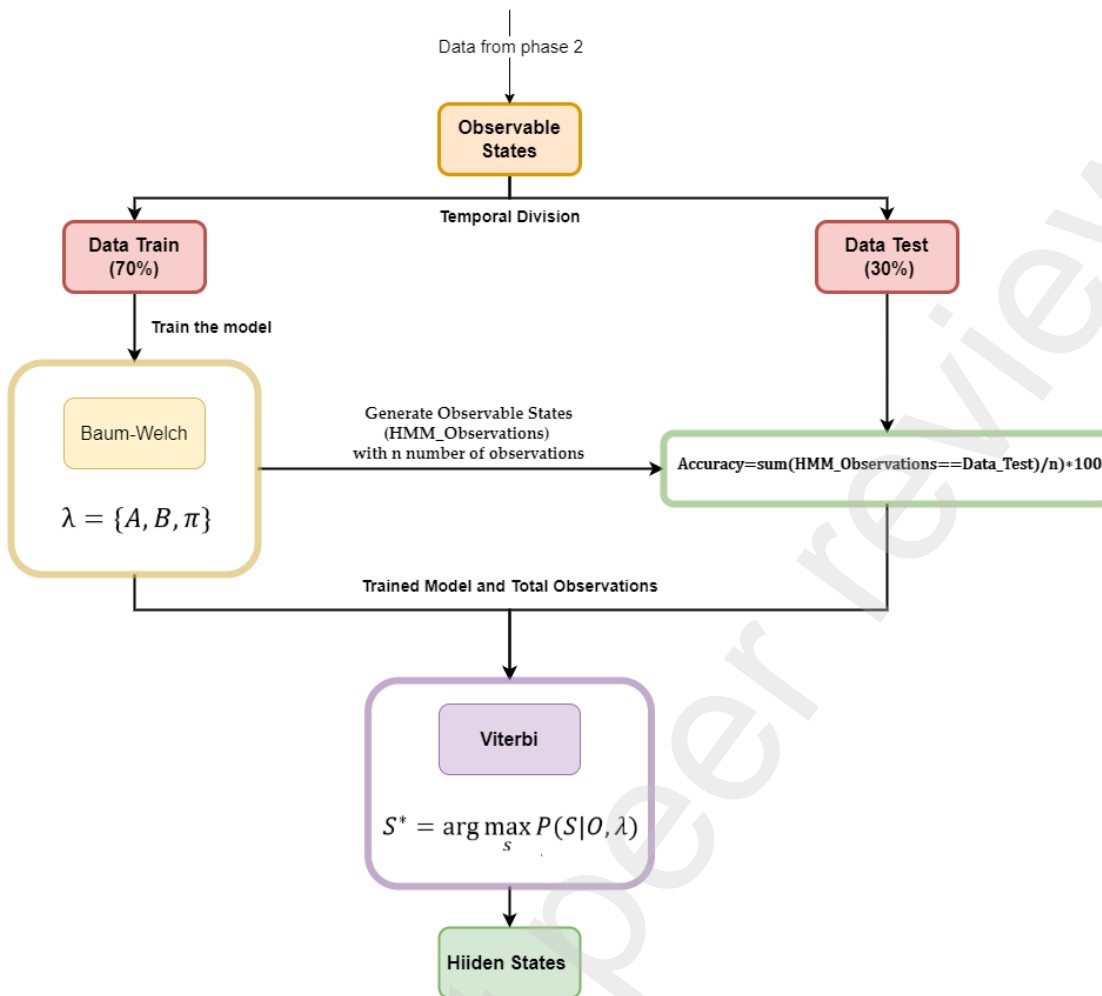 Data from phase 2
Observable
States
Temporal Division
Data Train
(70%)
Data Test
(30%)
Train the model
Baum-Welch
λ = {A, B, π}
Generate Observable States
(HMM_Observations)
with n number of observations
Accuracy=sum(HMM_Observations==Data_Test)/n)*100
Trained Model and Total Observations
Viterbi
S* = arg max P(S|O, λ)
s
Hiiden States
peer review